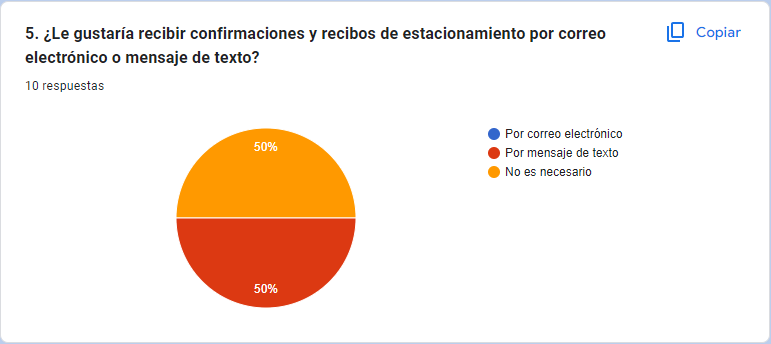 5. ¿Le gustaría recibir confirmaciones y recibos de estacionamiento por correo
electrónico o mensaje de texto?
Copiar
10 respuestas
50%
50%
Por correo electrónico
Por mensaje de texto
No es necesario